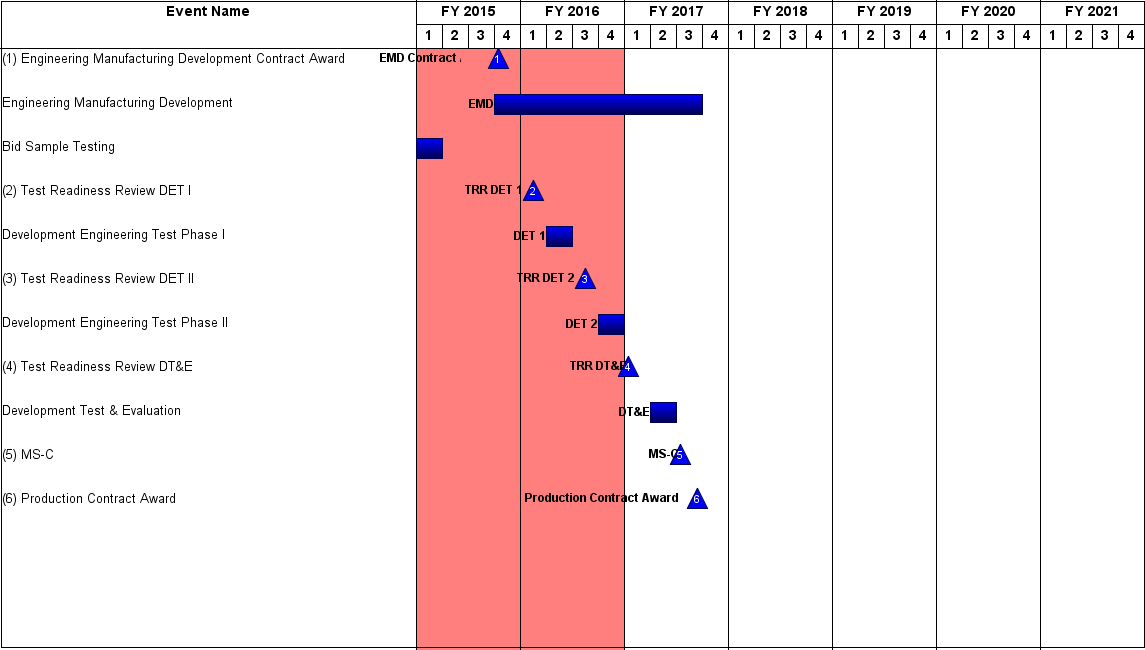 Event Name FY 2015 FY 2016 FY 2017 FY 2018 FY 2019 FY 2020 FY 2021
1 2 3 4 1 2 3 4 1 2 3 4 1 2 3 4 1 2 3 4 1 2 3 4 1 2 3 4
(1) Engineering Manufacturing Development Contract Award EMD Contract 1
Engineering Manufacturing Development EMD
Bid Sample Testing
(2) Test Readiness Review DET I TRR DET 1 2
Development Engineering Test Phase I DET 1
(3) Test Readiness Review DET II TRR DET 2 3
Development Engineering Test Phase II DET 2
(4) Test Readiness Review DT&E TRR DT&E 4
Development Test & Evaluation DT&E
(5) MS-C MS-C 5
(6) Production Contract Award Production Contract Award 6